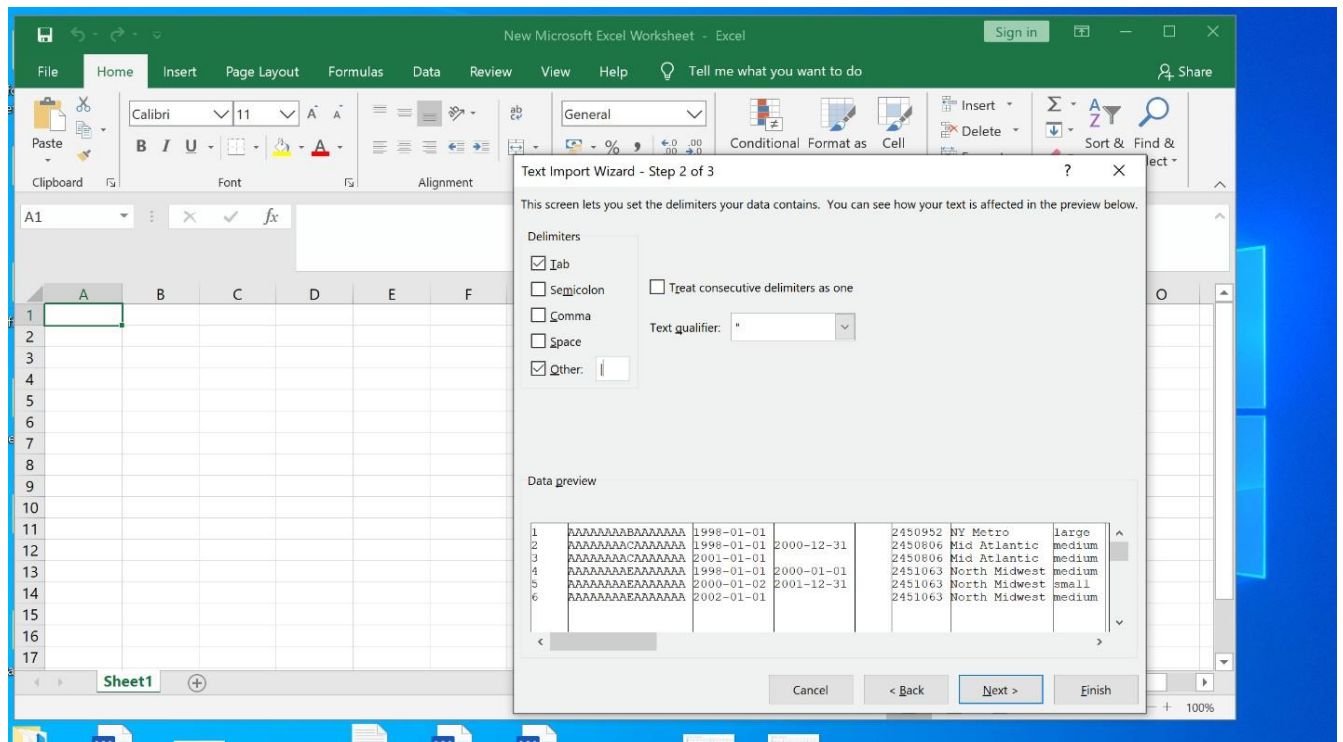 New Microsoft Excel Worksheet - Excel
Sign in
File Home Insert Page Layout Formulas Data Review View Help Tell me what you want to do
Share
Paste
Clipboard
Calibri 11
B I U
Font
Alignment
General
Conditional Format as Cell
Insert
Delete
Sort & Find &
lect
A1
fx
A B C D E F O
1
2
3
4
5
6
7
8
9
10
11
12
13
14
15
16
17
Sheet1
100%
Text Import Wizard - Step 2 of 3
This screen lets you set the delimiters your data contains. You can see how your text is affected in the preview below.
Delimiters
Tab
Semicolon
Comma
Space
Other: |
Treat consecutive delimiters as one
Text qualifier: "
Data preview
1 AAAAAAAABAAAAAAA 1998-01-01 2450952 NY Metro large
2 AAAAAAAACAAAAAAA 1998-01-01 2000-12-31 2450806 Mid Atlantic medium
3 AAAAAAAACAAAAAAA 2001-01-01 2450806 Mid Atlantic medium
4 AAAAAAAAEAAAAAAA 1998-01-01 2000-01-01 2451063 North Midwest medium
5 AAAAAAAAEAAAAAAA 2000-01-02 2001-12-31 2451063 North Midwest small
6 AAAAAAAAEAAAAAAA 2002-01-01 2451063 North Midwest medium
Cancel < Back Next > Finish